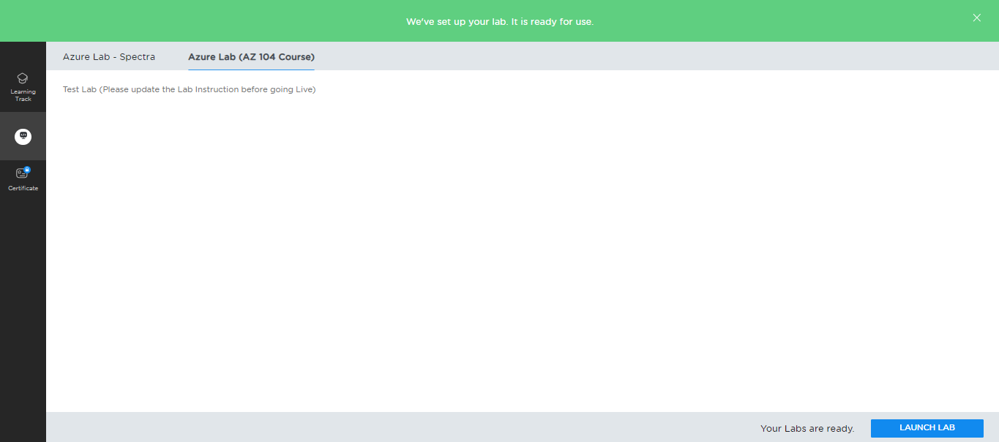 We've set up your lab. It is ready for use.
Azure Lab - Spectra
Azure Lab (AZ 104 Course)
Learning
Track
Test Lab (Please update the Lab Instruction before going Live)
Certificate
Your Labs are ready.
LAUNCH LAB